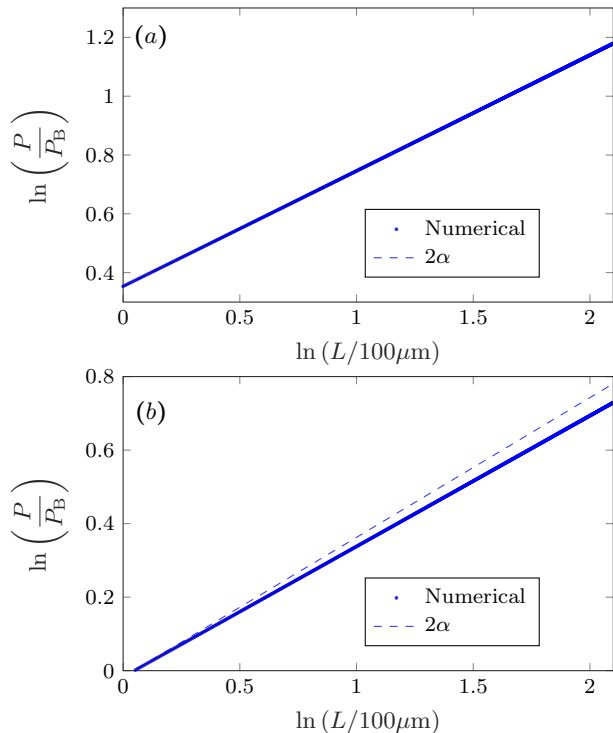 (a)
1.2
1
0.8
0.6
0.4
ln (P/P_B)
Numerical
2α
0 0.5 1 1.5 2
ln (L/100μm)
(b)
0.8
0.6
0.4
0.2
0
ln (P/P_B)
Numerical
2α
0 0.5 1 1.5 2
ln (L/100μm)